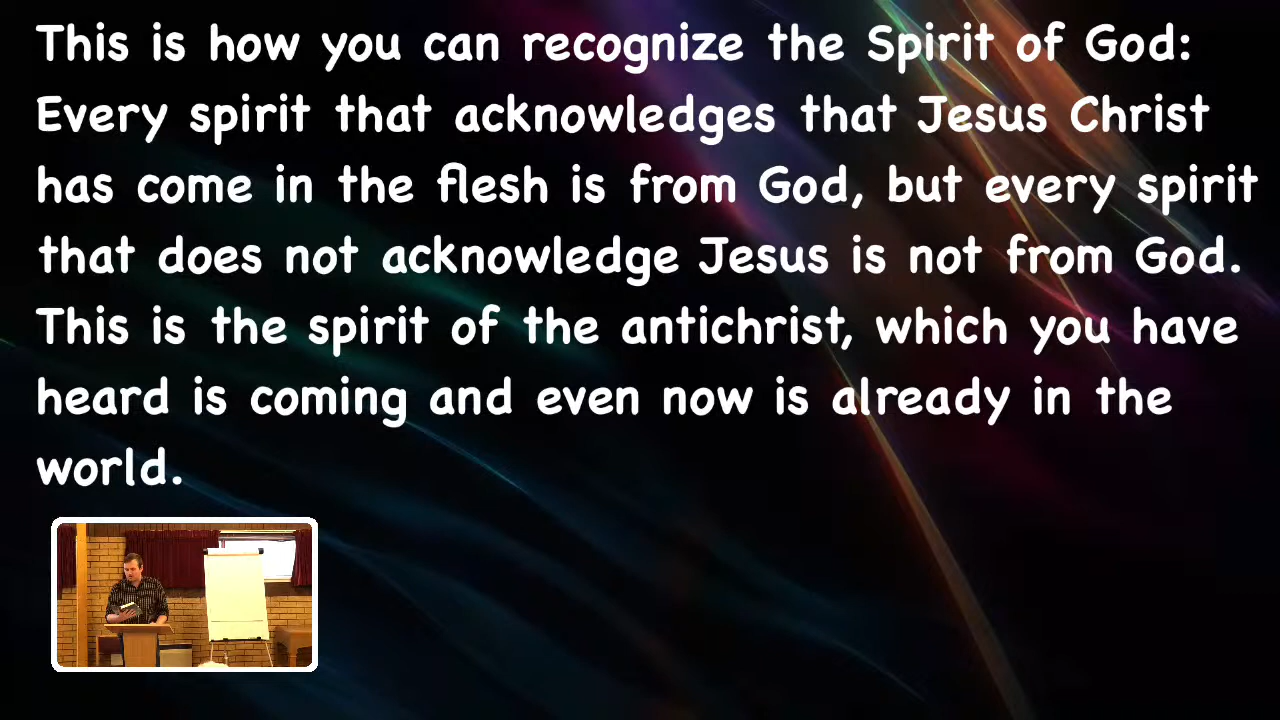 This is how you can recognize the Spirit of God:
Every spirit that acknowledges that Jesus Christ
has come in the flesh is from God, but every spirit
that does not acknowledge Jesus is not from God.
This is the spirit of the antichrist, which you have
heard is coming and even now is already in the
world.